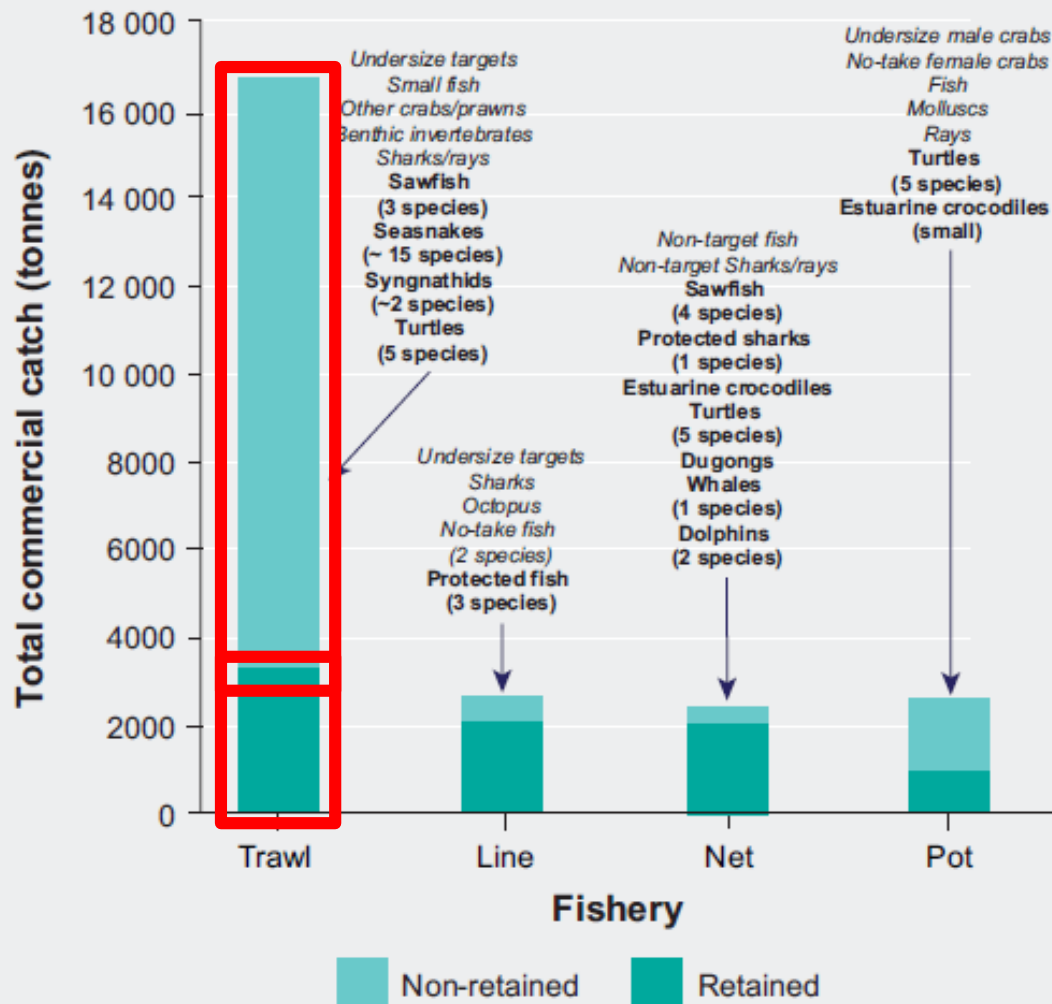 Total commercial catch (tonnes)
18 000
16 000
14 000
12 000
10 000
8000
6000
4000
2000
0
Undersize targets
Small fish
Other crabs/prawns
Benthic invertebrates
Sharks/rays
Sawfish
(3 species)
Seasnakes
(~ 15 species)
Syngnathids
(~2 species)
Turtles
(5 species)
Undersize targets
Sharks
Octopus
No-take fish
(2 species)
Protected fish
(3 species)
Non-target fish
Non-target Sharks/rays
Sawfish
(4 species)
Protected sharks
(1 species)
Estuarine crocodiles
Turtles
(5 species)
Dugongs
Whales
(1 species)
Dolphins
(2 species)
Undersize male crabs
No-take female crabs
Fish
Molluscs
Rays
Turtles
(5 species)
Estuarine crocodiles
(small)
Trawl
Line
Net
Pot
Fishery
Non-retained
Retained